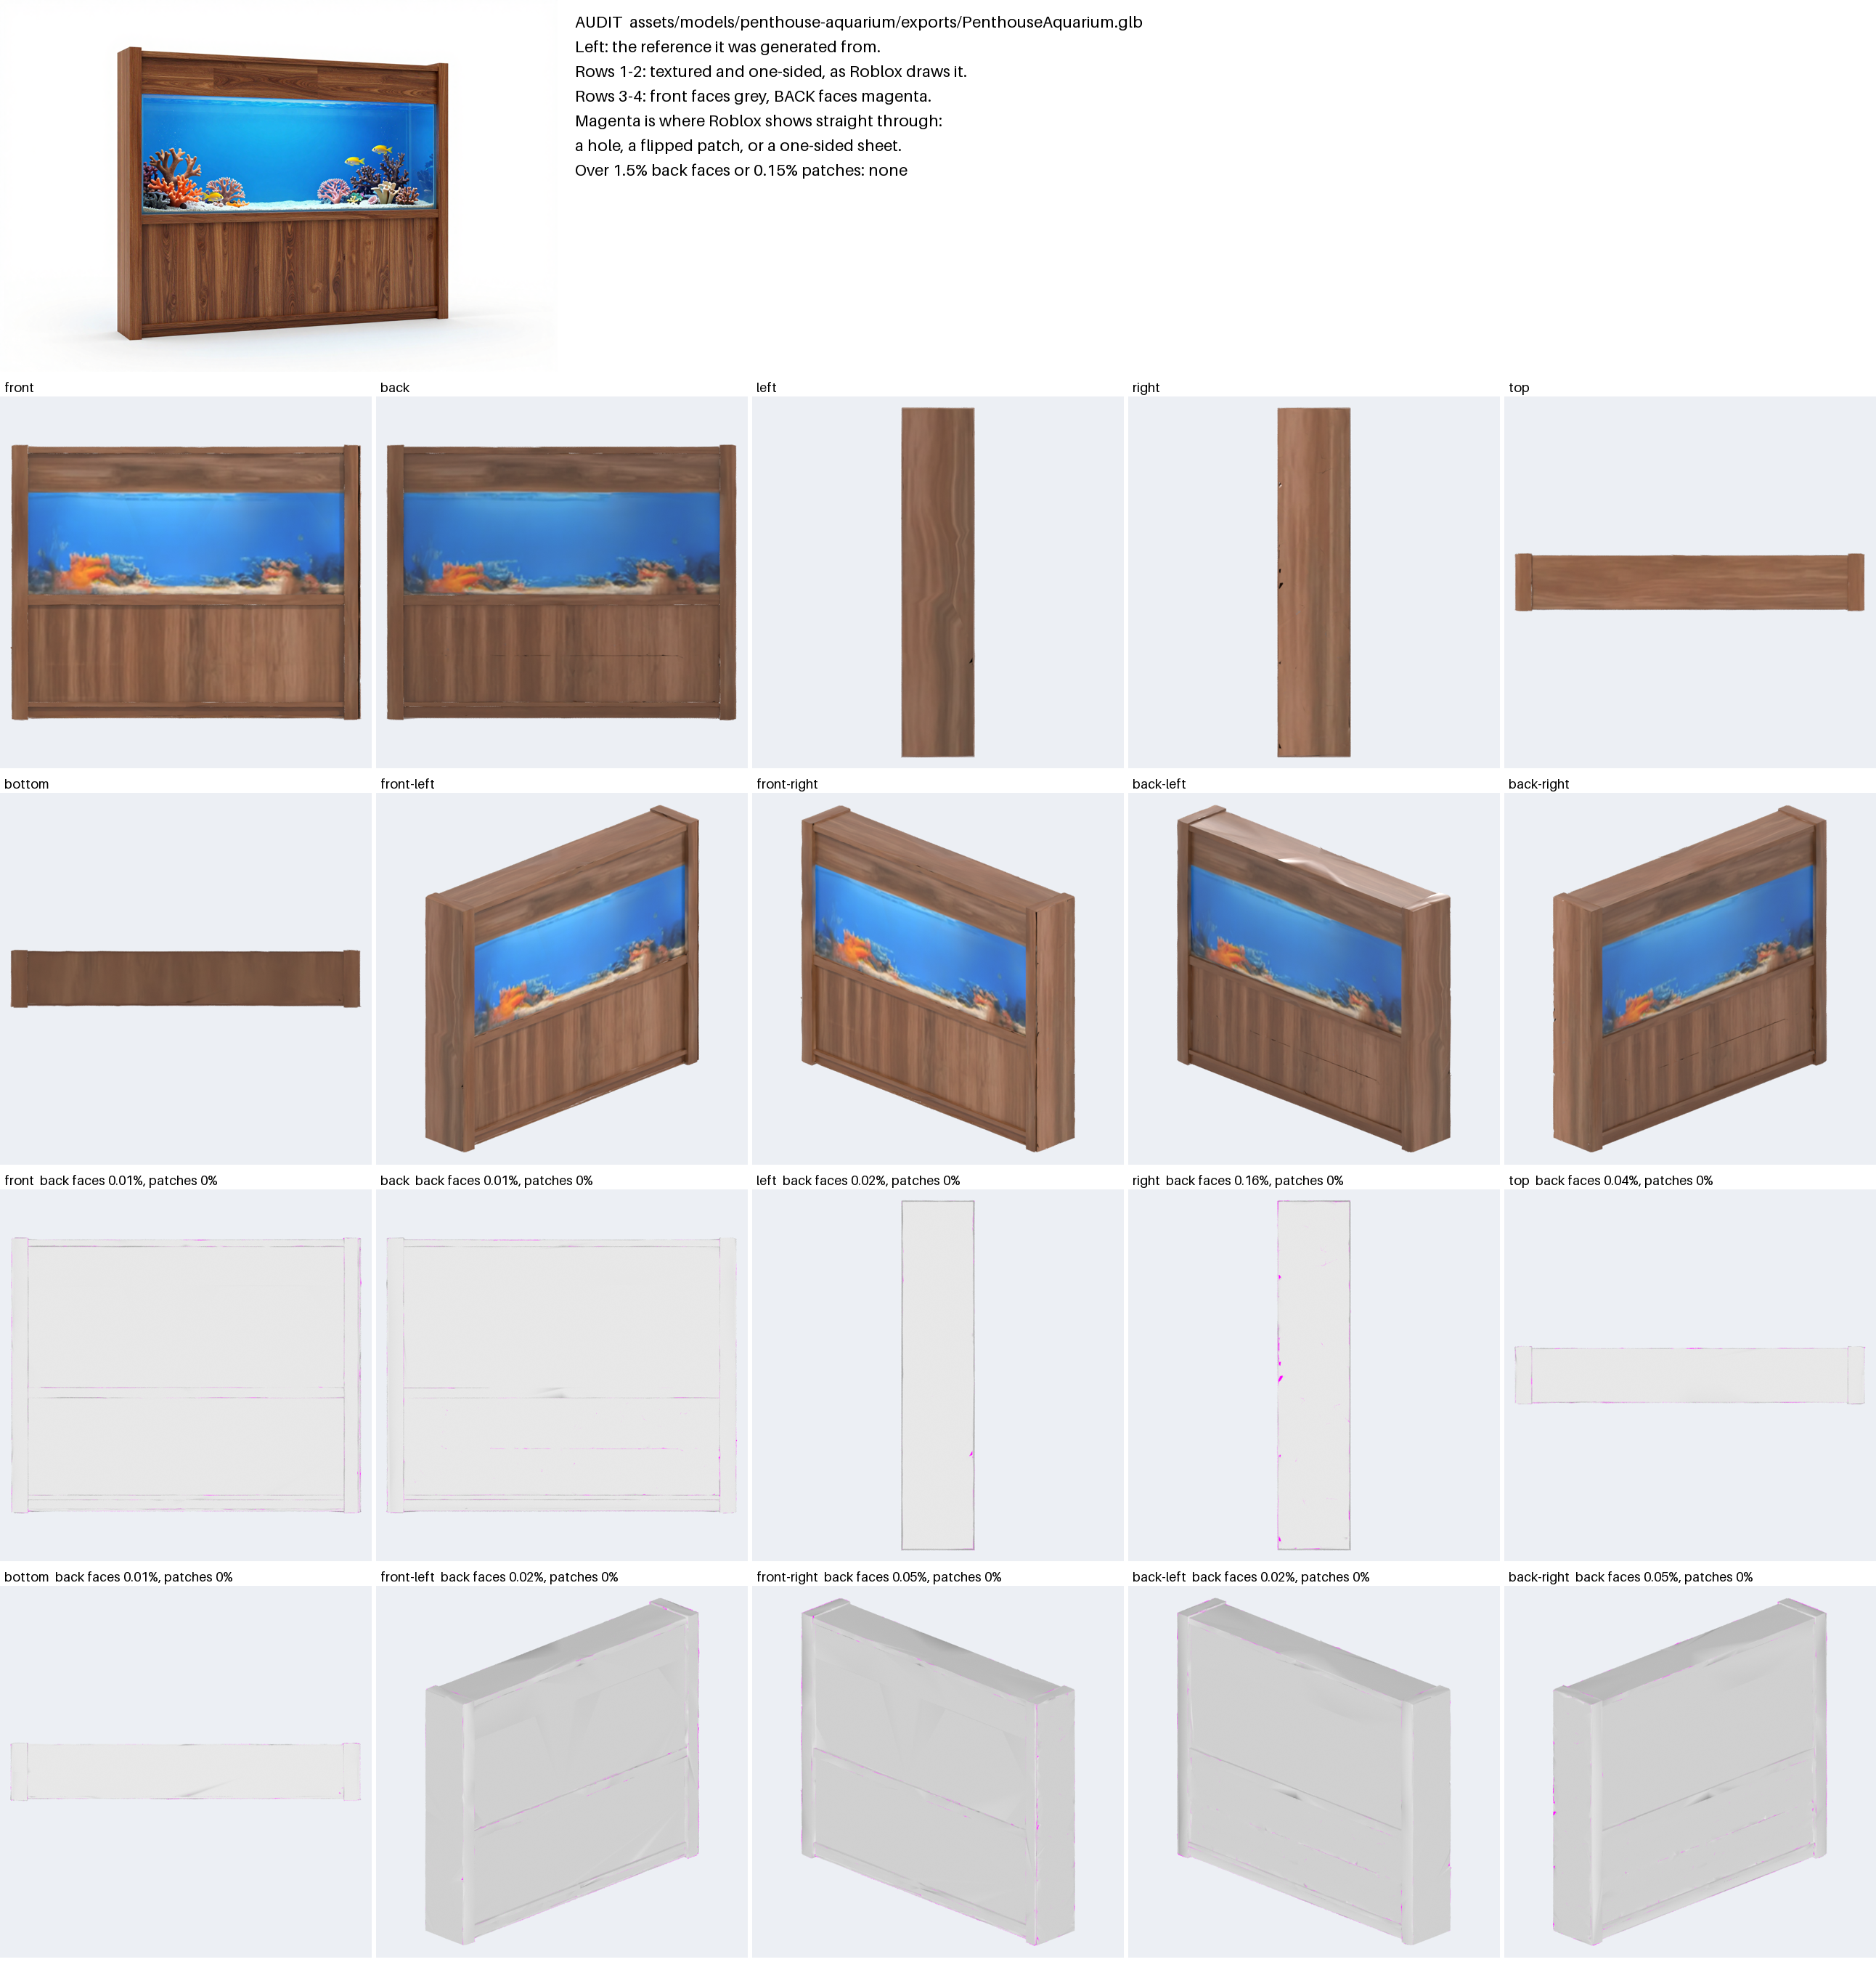 AUDIT assets/models/penthouse-aquarium/exports/PenthouseAquarium.glb
Left: the reference it was generated from.
Rows 1-2: textured and one-sided, as Roblox draws it.
Rows 3-4: front faces grey, BACK faces magenta.
Magenta is where Roblox shows straight through:
a hole, a flipped patch, or a one-sided sheet.
Over 1.5% back faces or 0.15% patches: none
front
back
left
right
top
bottom
front-left
front-right
back-left
back-right
front back faces 0.01%, patches 0%
back back faces 0.01%, patches 0%
left back faces 0.02%, patches 0%
right back faces 0.16%, patches 0%
top back faces 0.04%, patches 0%
bottom back faces 0.01%, patches 0%
front-left back faces 0.02%, patches 0%
front-right back faces 0.05%, patches 0%
back-left back faces 0.02%, patches 0%
back-right back faces 0.05%, patches 0%